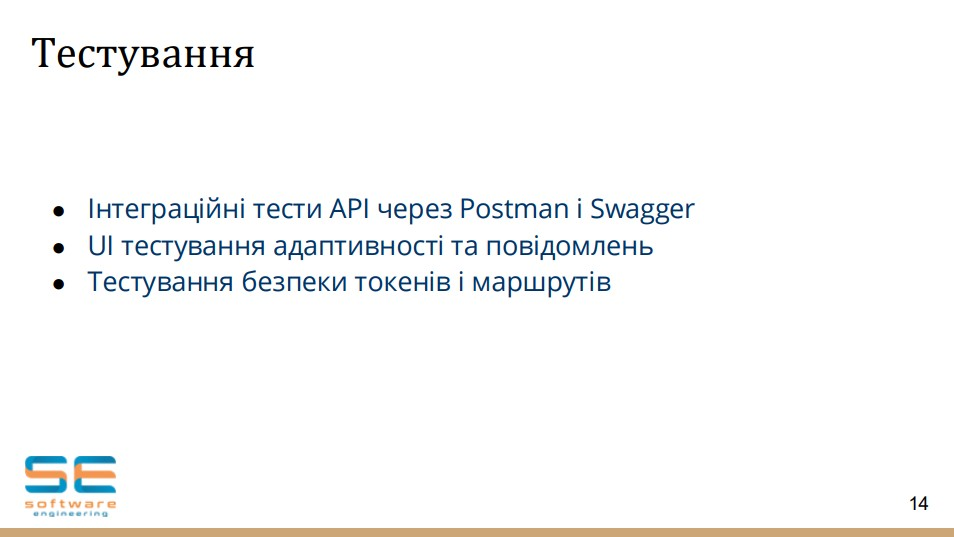 Тестування
● Інтеграційні тести API через Postman і Swagger
● UI тестування адаптивності та повідомлень
● Тестування безпеки токенів і маршрутів
SE
software
engineering
14